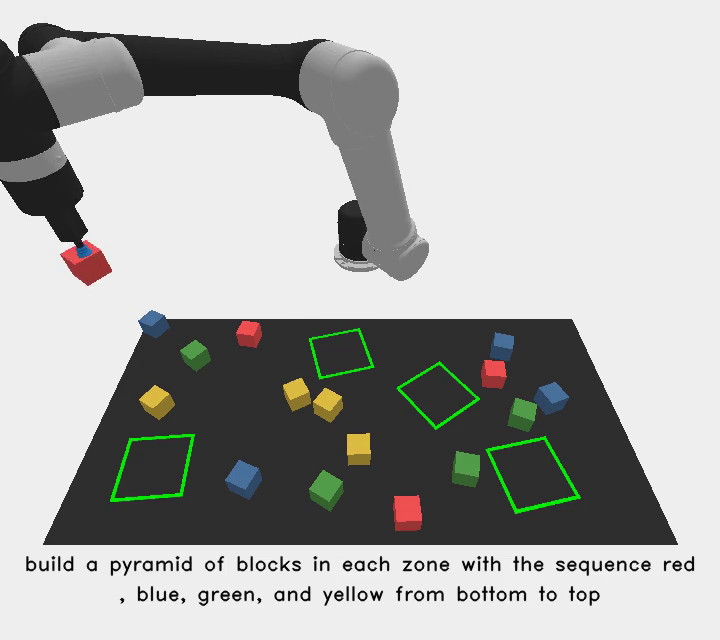 build a pyramid of blocks in each zone with the sequence red
, blue, green, and yellow from bottom to top